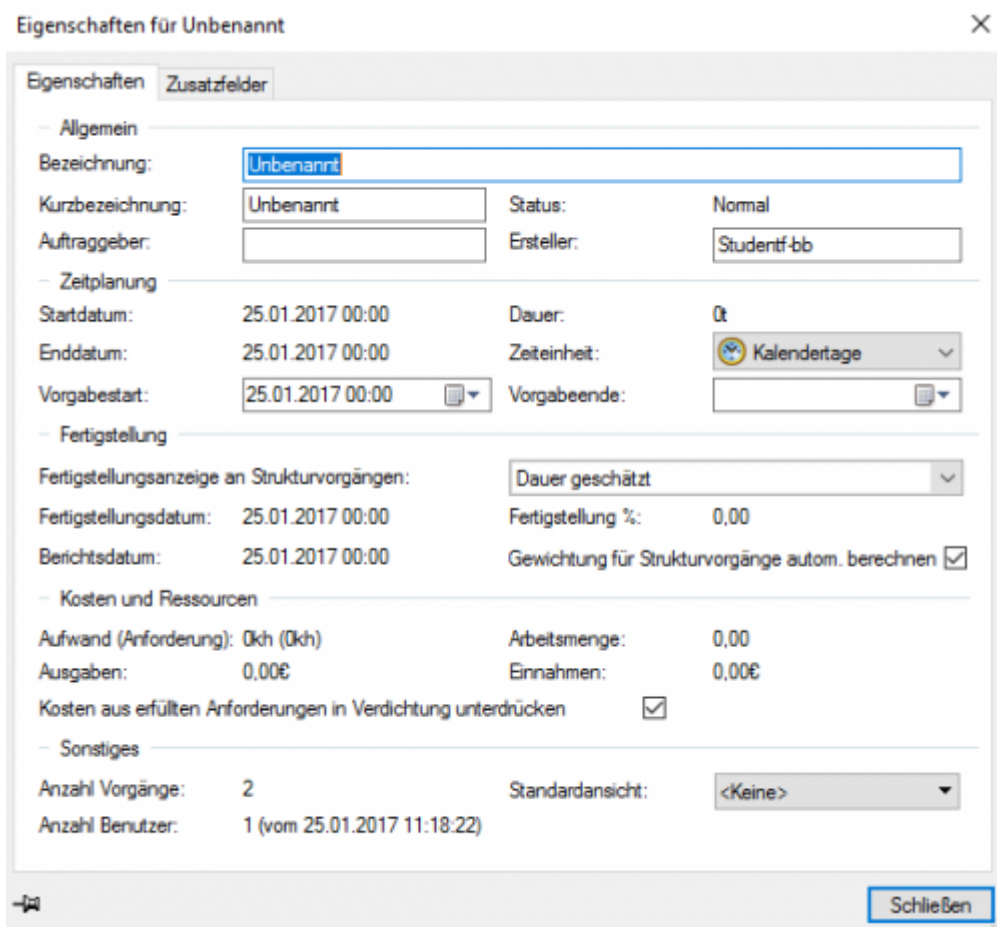 Eigenschaften für Unbenannt
Eigenschaften Zusatzfelder
Allgemein
Bezeichnung: Unbenannt
Kurzbezeichnung: Unbenannt Status: Normal
Auftraggeber: Ersteller: Studentf-bb
Zeitplanung
Startdatum: 25.01.2017 00:00 Dauer: 0t
Enddatum: 25.01.2017 00:00 Zeiteinheit: Kalendertage
Vorgabestart: 25.01.2017 00:00 Vorgabeende:
Fertigstellung
Fertigstellungsanzeige an Strukturvorgängen: Dauer geschätzt
Fertigstellungsdatum: 25.01.2017 00:00 Fertigstellung %: 0,00
Berichtsdatum: 25.01.2017 00:00 Gewichtung für Strukturvorgänge autom. berechnen
Kosten und Ressourcen
Aufwand (Anforderung): 0kh (0kh) Arbeitsmenge: 0,00
Ausgaben: 0,00€ Einnahmen: 0,00€
Kosten aus erfüllten Anforderungen in Verdichtung unterdrücken
Sonstiges
Anzahl Vorgänge: 2 Standardansicht: <Keine>
Anzahl Benutzer: 1 (vom 25.01.2017 11:18:22)
Schließen